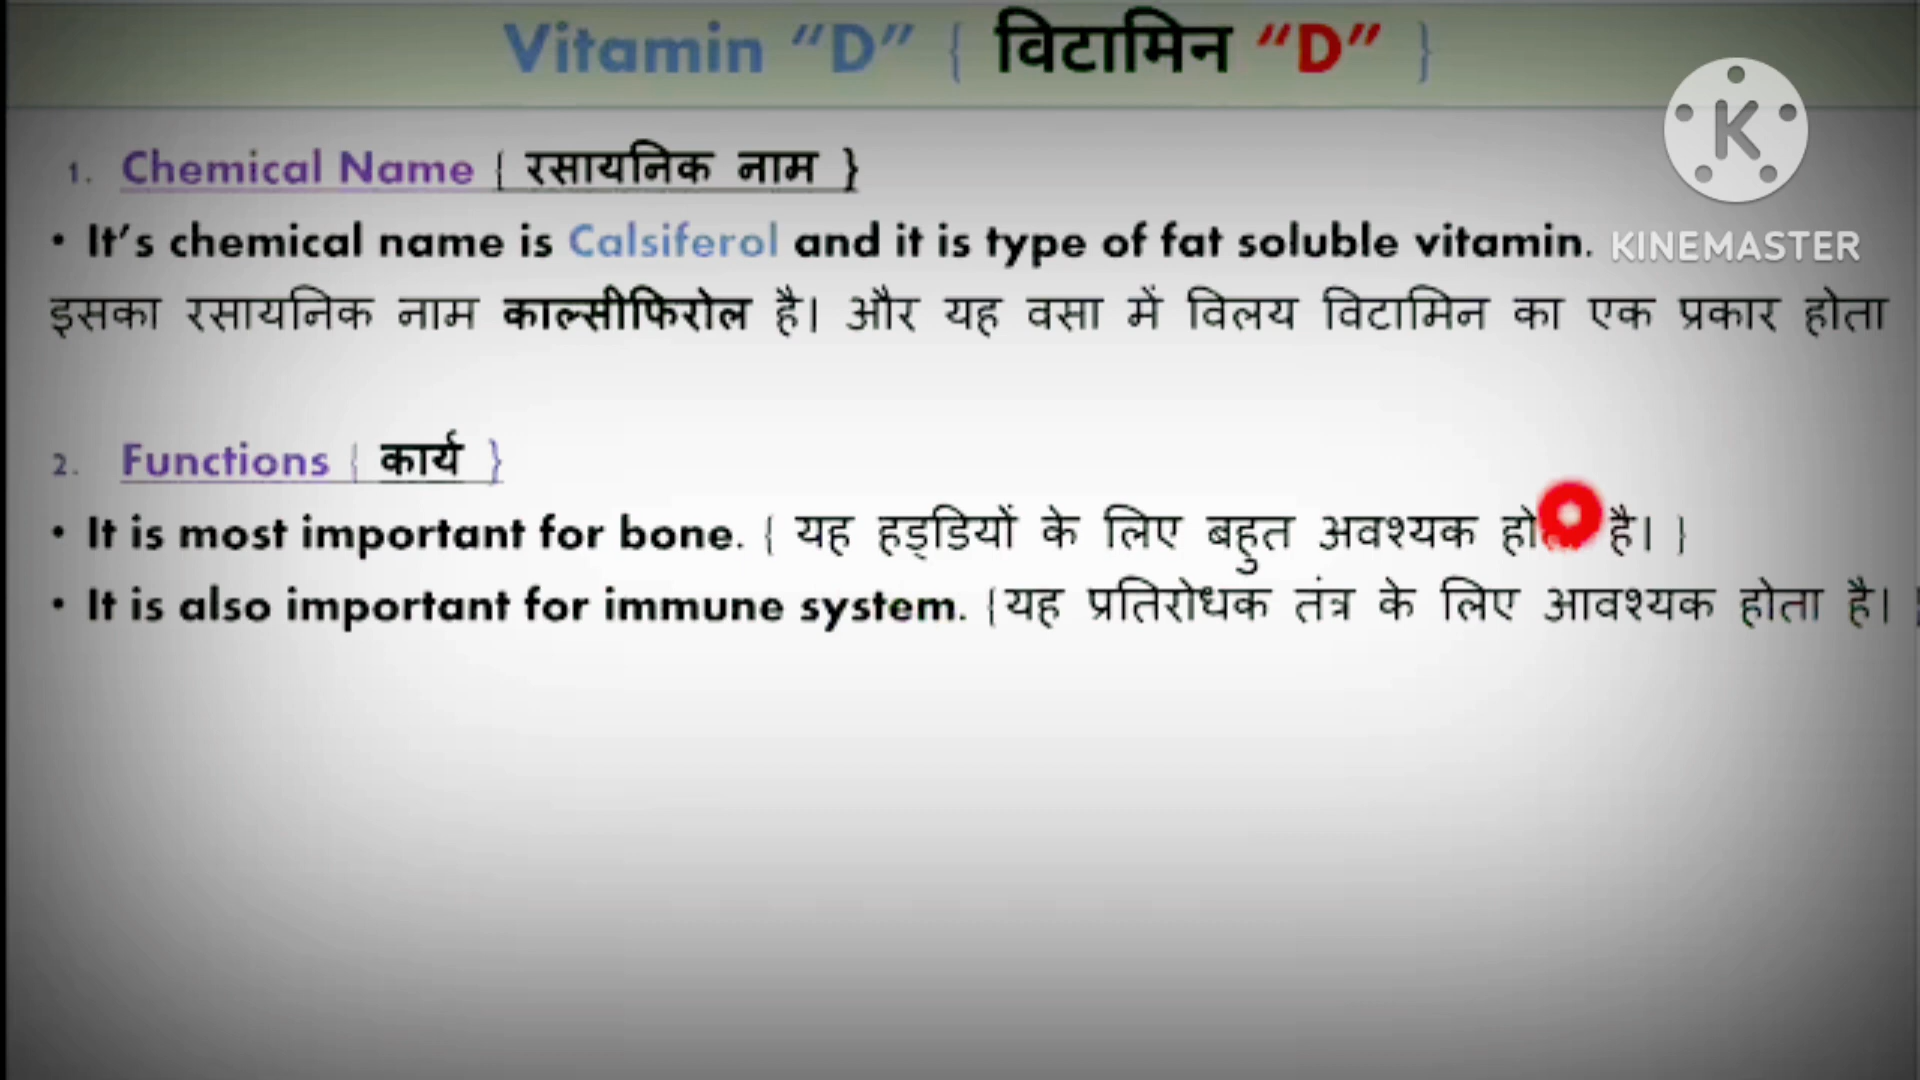 Vitamin “D” { विटामिन “D” }
1. Chemical Name { रसायनिक नाम }
• It’s chemical name is Calsiferol and it is type of fat soluble vitamin.
इसका रसायनिक नाम काल्सीफिरोल है। और यह वसा में विलय विटामिन का एक प्रकार होता
2. Functions { कार्य }
• It is most important for bone. { यह हड्डियों के लिए बहुत अवश्यक हो है। }
• It is also important for immune system. {यह प्रतिरोधक तंत्र के लिए आवश्यक होता है। }
K
KINEMASTER